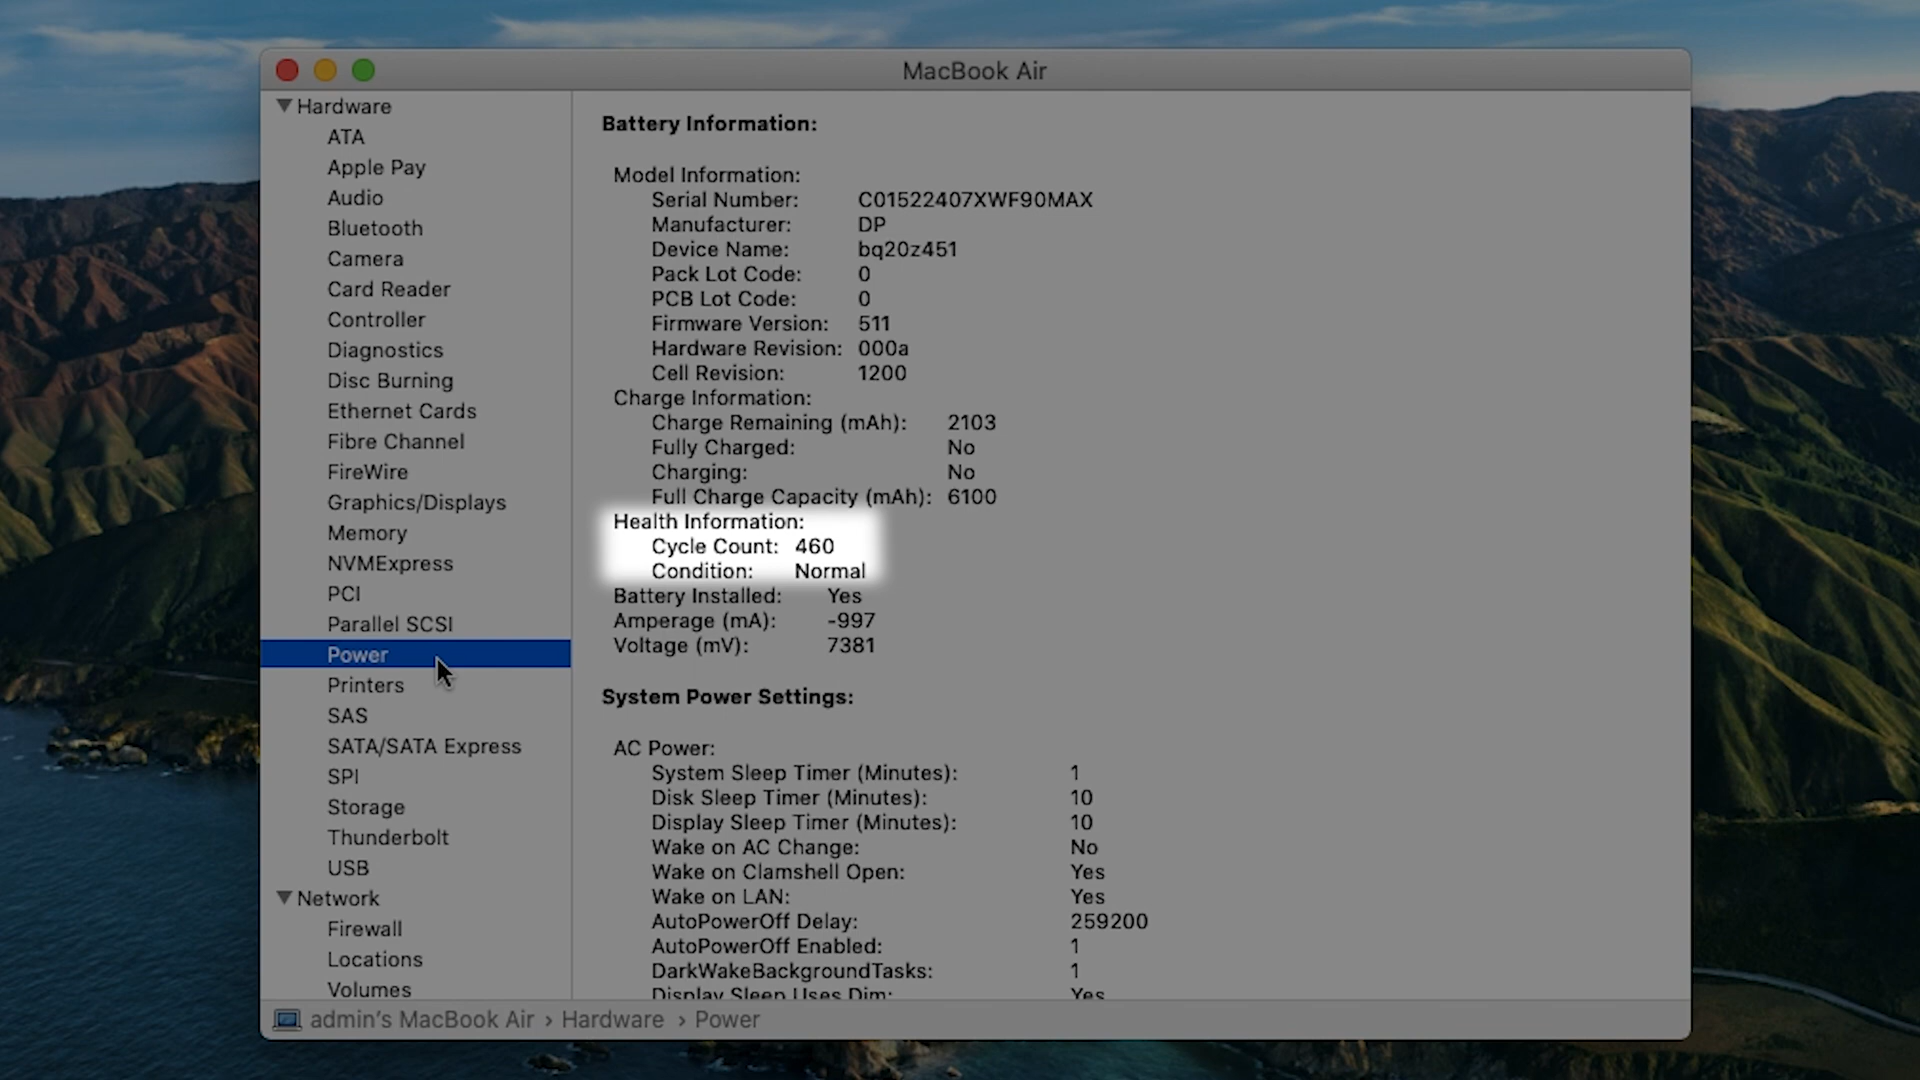 MacBook Air
Hardware
ATA
Apple Pay
Audio
Bluetooth
Camera
Card Reader
Controller
Diagnostics
Disc Burning
Ethernet Cards
Fibre Channel
FireWire
Graphics/Displays
Memory
NVMExpress
PCI
Parallel SCSI
Power
Printers
SAS
SATA/SATA Express
SPI
Storage
Thunderbolt
USB
Network
Firewall
Locations
Volumes
Battery Information:
Model Information:
Serial Number: C01522407XWF90MAX
Manufacturer: DP
Device Name: bq20z451
Pack Lot Code: 0
PCB Lot Code: 0
Firmware Version: 511
Hardware Revision: 000a
Cell Revision: 1200
Charge Information:
Charge Remaining (mAh): 2103
Fully Charged: No
Charging: No
Full Charge Capacity (mAh): 6100
Health Information:
Cycle Count: 460
Condition: Normal
Battery Installed: Yes
Amperage (mA): -997
Voltage (mV): 7381
System Power Settings:
AC Power:
System Sleep Timer (Minutes): 1
Disk Sleep Timer (Minutes): 10
Display Sleep Timer (Minutes): 10
Wake on AC Change: No
Wake on Clamshell Open: Yes
Wake on LAN: Yes
AutoPowerOff Delay: 259200
AutoPowerOff Enabled: 1
DarkWakeBackgroundTasks: 1
Display Sleep Uses Dim: Yes
admin's MacBook Air › Hardware › Power